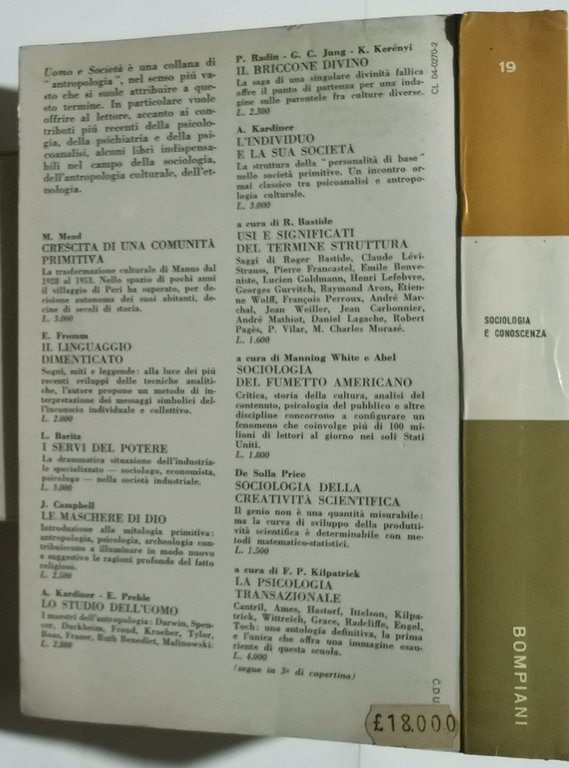 Uomo e Società è una collana di
"antropologia", nel senso più va-
sto che si suole attribuire a que-
sto termine. In particolare vuole
offrire al lettore, accanto ai con-
tributi più recenti della psicolo-
gia, della psichiatria e della psi-
coanalisi, alcuni libri indispensa-
bili nel campo della sociologia,
dell'antropologia culturale, dell'et-
nologia.
M. Mead
CRESCITA DI UNA COMUNITÀ
PRIMITIVA
La trasformazione culturale di Manus dal
1928 al 1953. Nello spazio di pochi anni
il villaggio di Peri ha superato, per de-
cisione autonoma dei suoi abitanti, de-
cine di secoli di storia.
L. 3.000
E. Fromm
IL LINGUAGGIO
DIMENTICATO
Sogni, miti e leggende: alla luce dei più
recenti sviluppi delle tecniche analiti-
che, l'autore propone un metodo di in-
terpretazione dei messaggi simbolici del-
l'inconscio individuale e collettivo.
L. 2.000
L. Baritz
I SERVI DEL POTERE
La drammatica situazione dell'industria-
le specializzato — sociologo, economista,
psicologo — nella società industriale.
L. 3.000
J. Campbell
LE MASCHERE DI DIO
Introduzione alla mitologia primitiva:
antropologia, psicologia, archeologia con-
tribuiscono a illuminare in modo nuovo
e suggestivo le ragioni profonde del fatto
religioso.
L. 2.500
A. Kardiner - E. Preble
LO STUDIO DELL'UOMO
I maestri dell'antropologia: Darwin, Spen-
cer, Durkheim, Freud, Kroeber, Tylor,
Boas, Frazer, Ruth Benedict, Malinowski.
L. 2.800
P. Radin - G. C. Jung - K. Kerényi
IL BRICCONE DIVINO
La saga di una singolare divinità fallica
offre il punto di partenza per una inda-
gine sulle parentele fra culture diverse.
L. 2.300
A. Kardiner
L'INDIVIDUO
E LA SUA SOCIETÀ
La struttura della "personalità di base"
nelle società primitive. Un incontro or-
mai classico tra psicoanalisi e antropo-
logia culturale.
L. 3.000
a cura di R. Bastide
USI E SIGNIFICATI
DEL TERMINE STRUTTURA
Saggi di Roger Bastide, Claude Lévi-
Strauss, Pierre Francastel, Emile Benve-
niste, Lucien Goldmann, Henri Lefebvre,
Georges Gurvitch, Raymond Aron, Etien-
ne Wolff, François Perroux, André Mar-
chal, Jean Weiller, Jean Carbonnier,
André Mathiot, Daniel Lagache, Robert
Pagès, P. Vilar, M. Charles Morazé.
L. 1.600
a cura di Manning White e Abel
SOCIOLOGIA
DEL FUMETTO AMERICANO
Critica, storia della cultura, analisi del
contenuto, psicologia del pubblico e altre
discipline concorrono a configurare un
fenomeno che coinvolge più di 100 mi-
lioni di lettori al giorno nei soli Stati
Uniti.
L. 1.800
De Solla Price
SOCIOLOGIA DELLA
CREATIVITÀ SCIENTIFICA
Il genio non è una quantità misurabile:
ma la curva di sviluppo della produtti-
vità scientifica è determinabile con me-
todi matematico-statistici.
L. 1.500
a cura di F. P. Kilpatrick
LA PSICOLOGIA
TRANSAZIONALE
Cantril, Ames, Hastorf, Ittelson, Kilpa-
trick, Wittreich, Grace, Radcliffe, Engel,
Toch: una antologia definitiva, la prima
e l'unica che offra una immagine esau-
riente di questa scuola.
L. 4.000
(segue in 3ª di copertina)
CL 04-0270-2
C D U
£18.000
19
SOCIOLOGIA
E CONOSCENZA
BOMPIANI